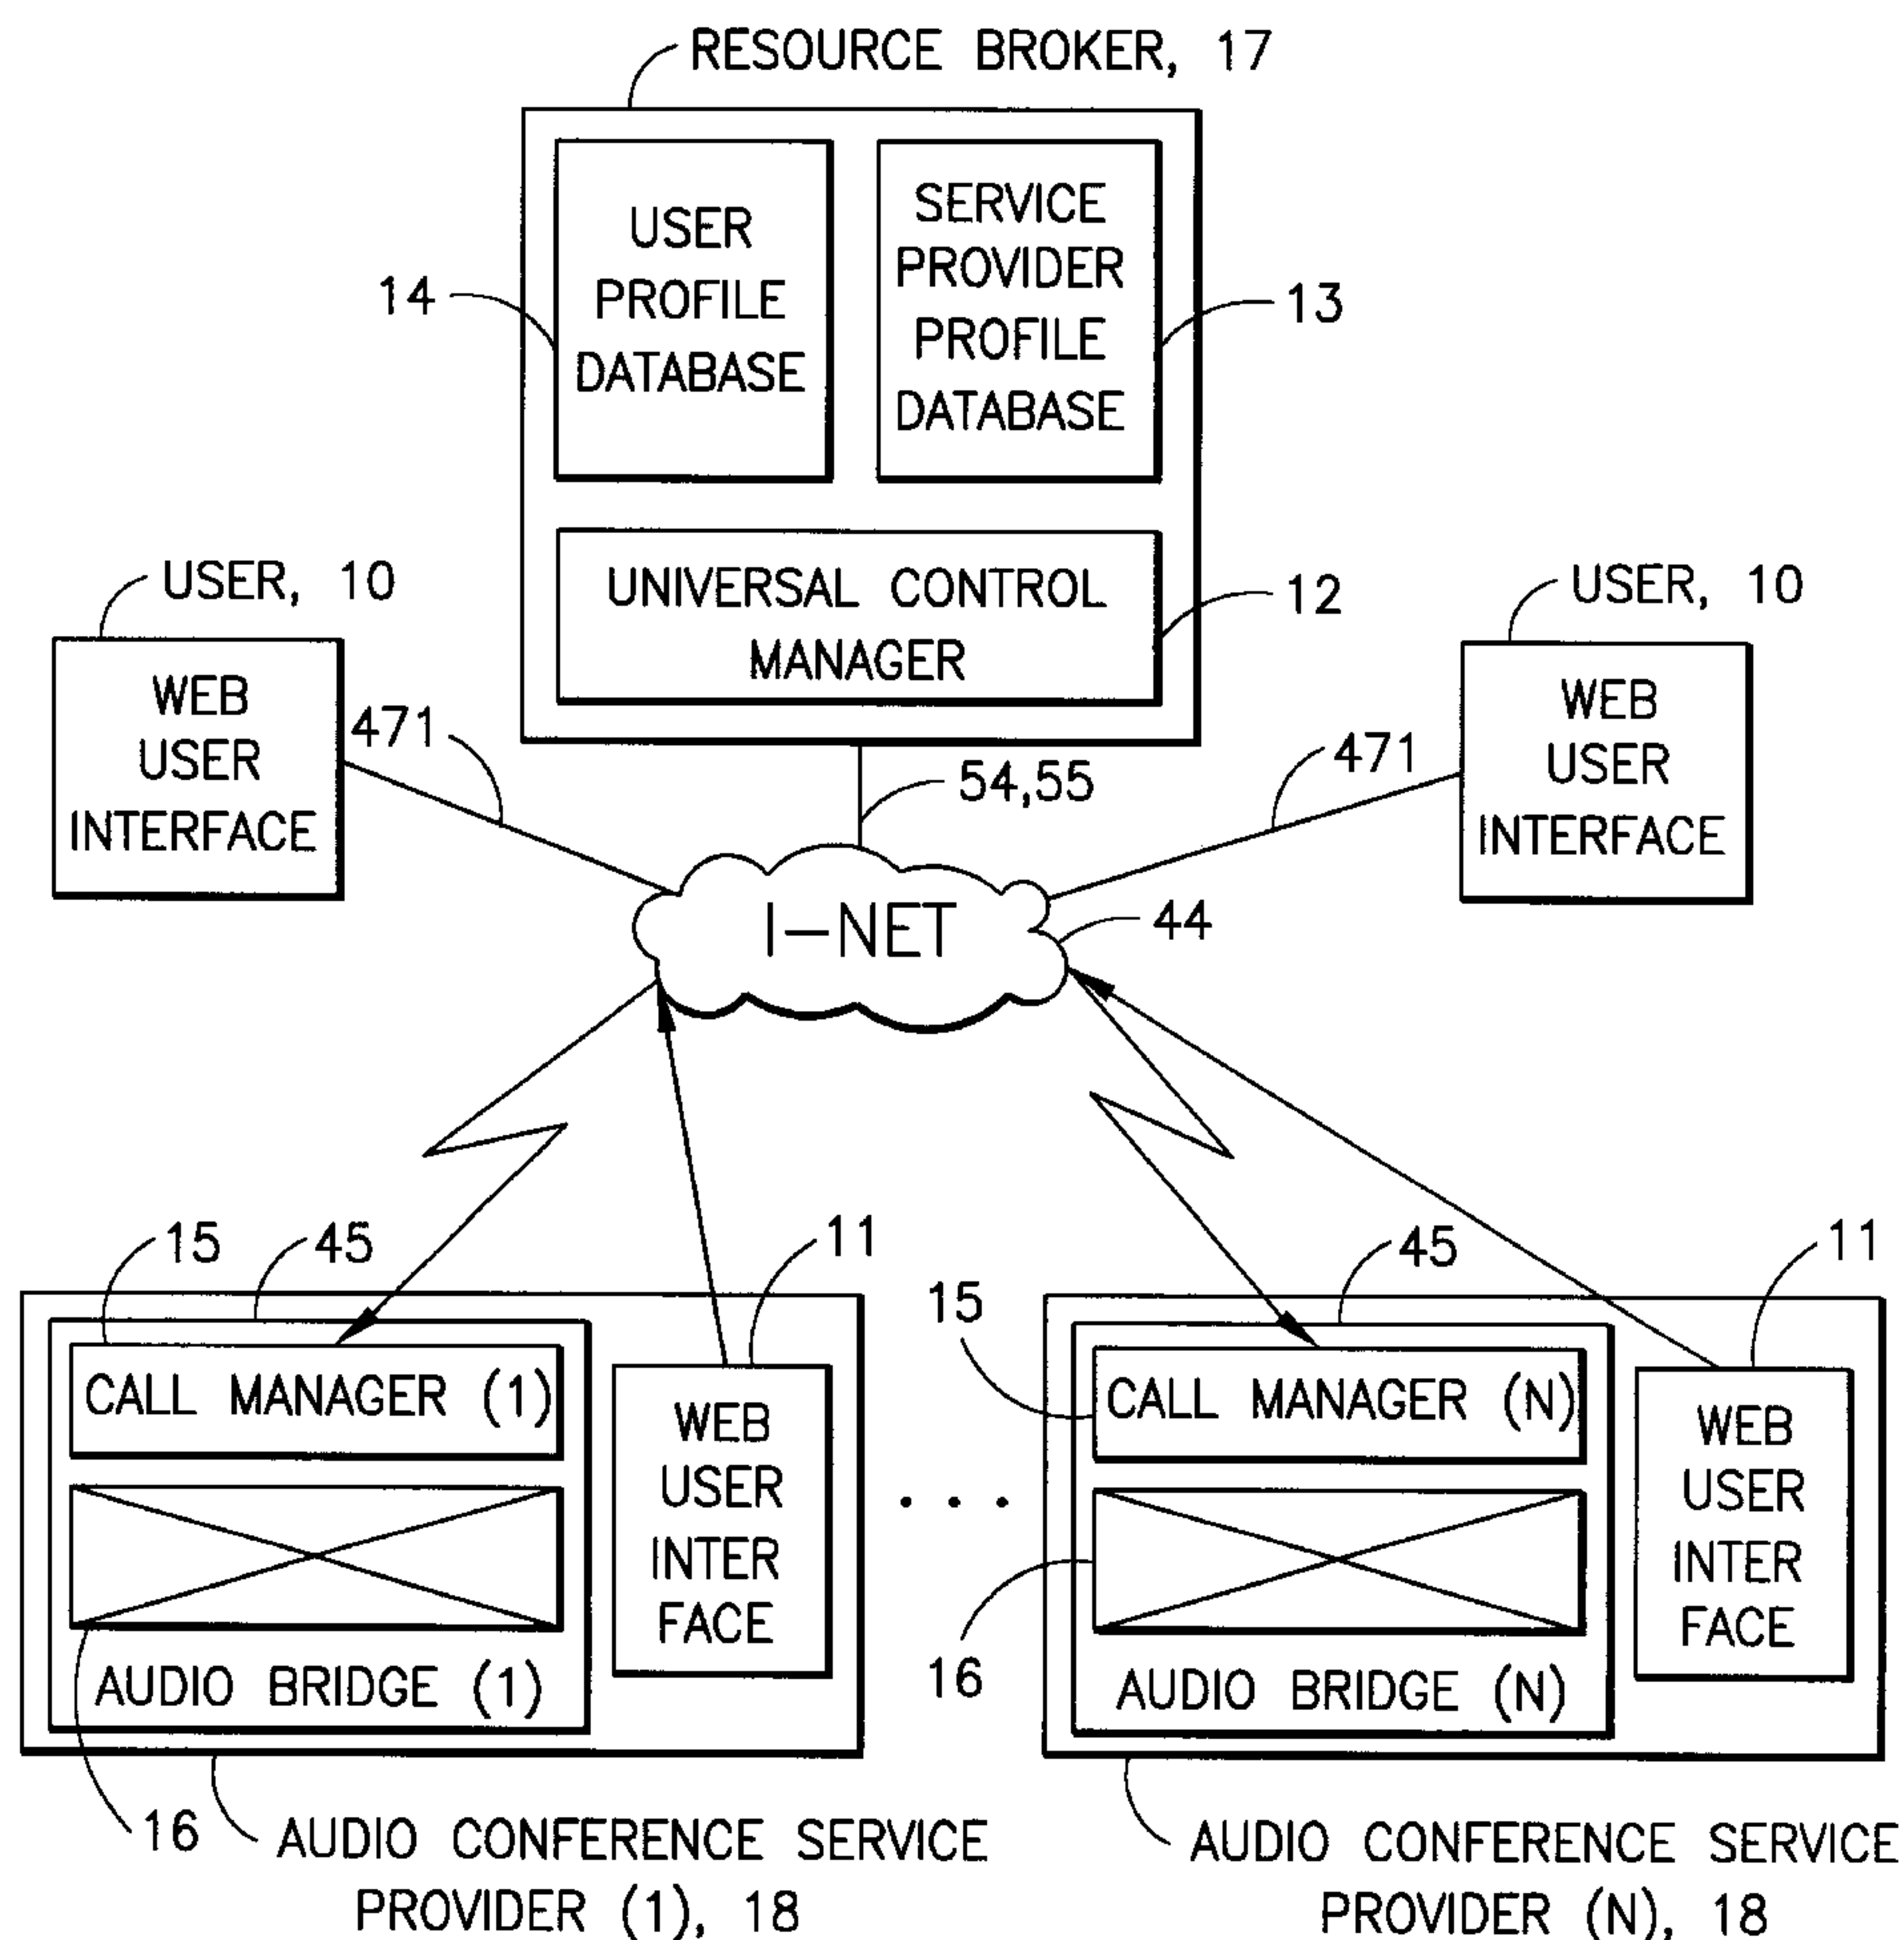 RESOURCE BROKER, 17
USER
PROFILE
DATABASE
14
SERVICE
PROVIDER
PROFILE
DATABASE
13
UNIVERSAL CONTROL
MANAGER
12
USER, 10
WEB
USER
INTERFACE
471
54,55
USER, 10
WEB
USER
INTERFACE
471
I-NET
44
15
45
11
CALL MANAGER (1)
AUDIO BRIDGE (1)
WEB
USER
INTER
FACE
16
AUDIO CONFERENCE SERVICE
PROVIDER (1), 18
. . .
15
45
11
CALL MANAGER (N)
16
AUDIO BRIDGE (N)
WEB
USER
INTER
FACE
AUDIO CONFERENCE SERVICE
PROVIDER (N), 18